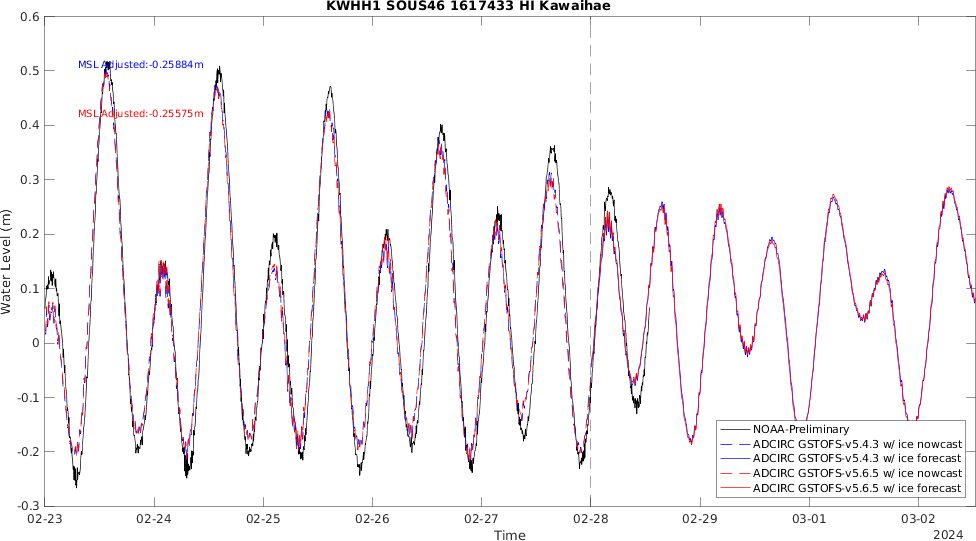 KWHH1 SOUS46 1617433 HI Kawaihae
0.6
0.5
0.4
0.3
0.2
0.1
0
-0.1
-0.2
-0.3
Water Level (m)
MSL Adjusted:-0.25884m
MSL Adjusted:-0.25575m
NOAA-Preliminary
ADCIRC GSTOFS-v5.4.3 w/ ice nowcast
ADCIRC GSTOFS-v5.4.3 w/ ice forecast
ADCIRC GSTOFS-v5.6.5 w/ ice nowcast
ADCIRC GSTOFS-v5.6.5 w/ ice forecast
02-23 02-24 02-25 02-26 02-27 02-28 02-29 03-01 03-02
Time
2024